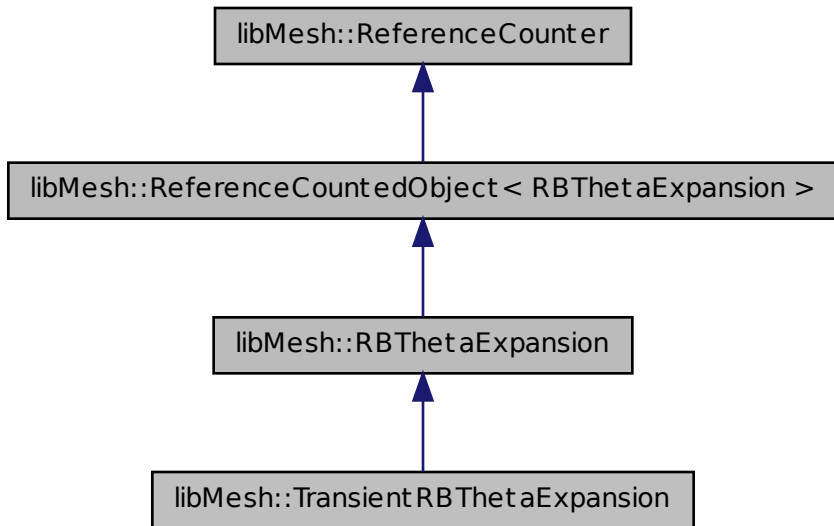 libMesh::ReferenceCounter
libMesh::ReferenceCountedObject< RBThetaExpansion >
libMesh::RBThetaExpansion
libMesh::TransientRBThetaExpansion